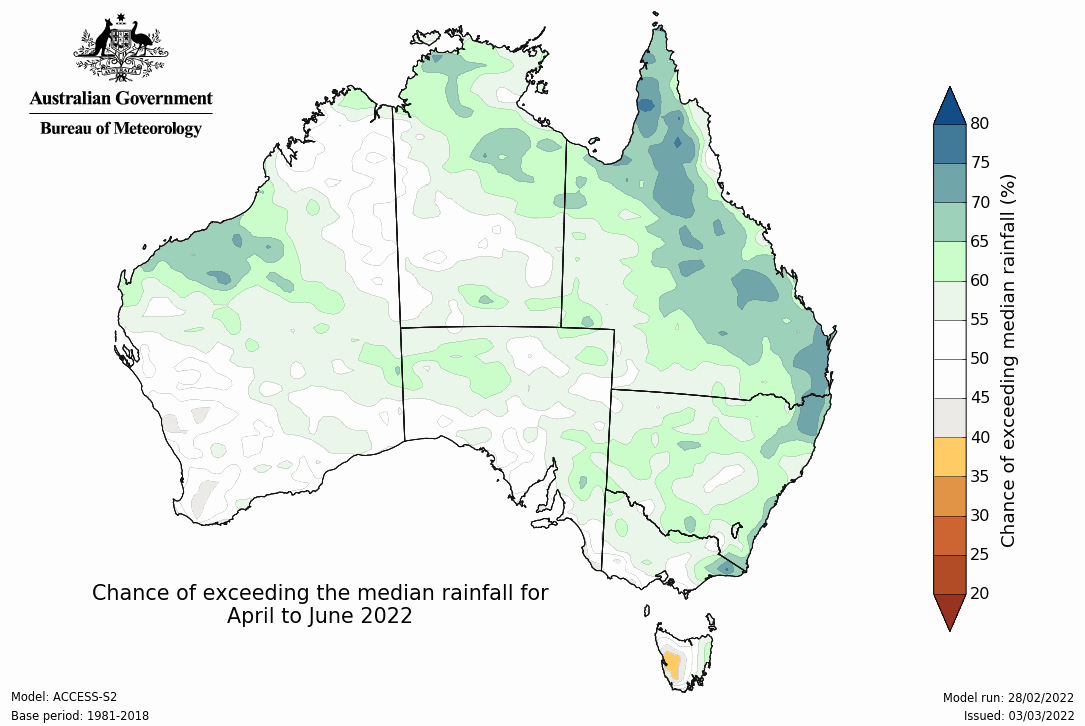 Australian Government
Bureau of Meteorology
80
75
70
65
60
55
50
45
40
35
30
25
20
Chance of exceeding median rainfall (%)
Chance of exceeding the median rainfall for
April to June 2022
Model: ACCESS-S2
Base period: 1981-2018
Model run: 28/02/2022
Issued: 03/03/2022